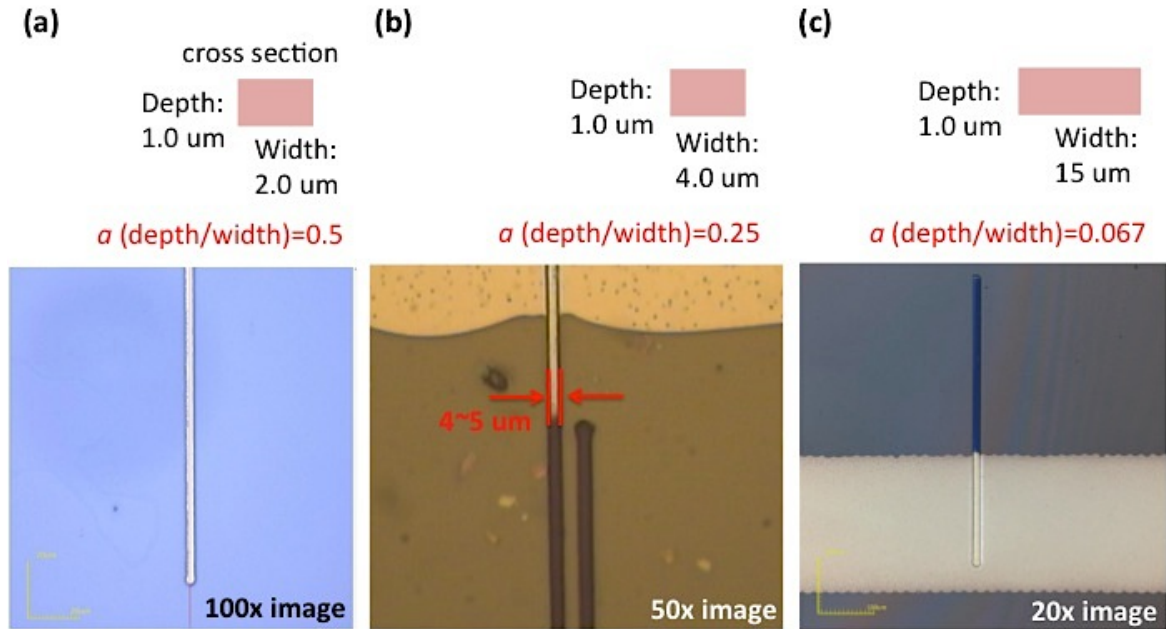 (a)
cross section
Depth:
1.0 um
Width:
2.0 um
a (depth/width)=0.5
100x image
(b)
Depth:
1.0 um
Width:
4.0 um
a (depth/width)=0.25
4~5 um
50x image
(c)
Depth:
1.0 um
Width:
15 um
a (depth/width)=0.067
20x image